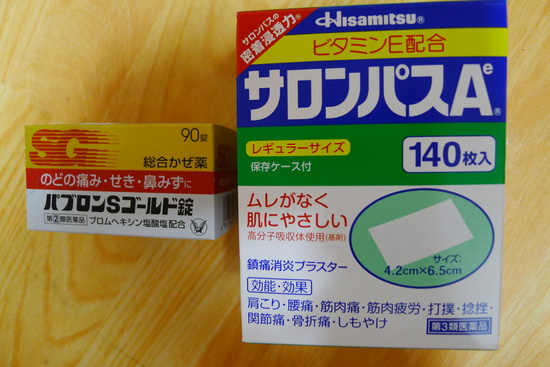 SG
90錠
総合かぜ薬
のどの痛み・せき・鼻みずに
パブロンSゴールド錠
指定②類医薬品 ブロムヘキシン塩酸塩配合
サロンパスの
密着浸透力®
Hisamitsu®
ビタミンE配合
サロンパスAe®
レギュラーサイズ
保存ケース付
140枚入
ムレがなく
肌にやさしい
高分子吸収体使用(基剤)
サイズ:
4.2cm×6.5cm
鎮痛消炎プラスター
効能・効果
肩こり・腰痛・筋肉痛・筋肉疲労・打撲・捻挫・
関節痛・骨折痛・しもやけ
第3類医薬品